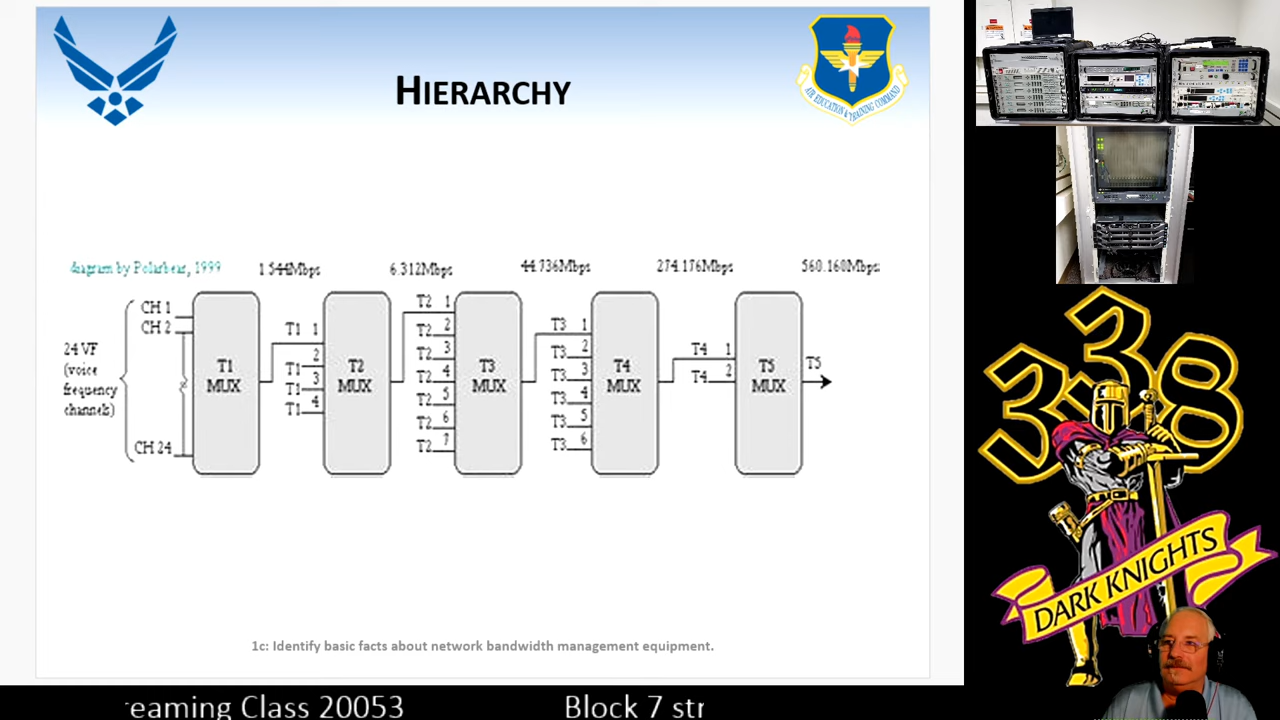 HIERARCHY
AIR EDUCATION & TRAINING COMMAND
diagram by Polarbear, 1999
1.544Mbps
6.312Mbps
44.736Mbps
274.176Mbps
560.160Mbps
24 VF
(voice
frequency
channels)
CH 1
CH 2
CH 24
T1
MUX
T1 1
2
T1
3
T1
4
T1
T2
MUX
T2 1
T2 2
T2 3
T2 4
T2 5
T2 6
T2 7
T3
MUX
T3 1
T3 2
T3 3
T3 4
T3 5
T3 6
T4
MUX
T4 1
T4 2
T5
MUX
T5
1c: Identify basic facts about network bandwidth management equipment.
338
DARK KNIGHTS
eaming Class 20053 Block 7 str